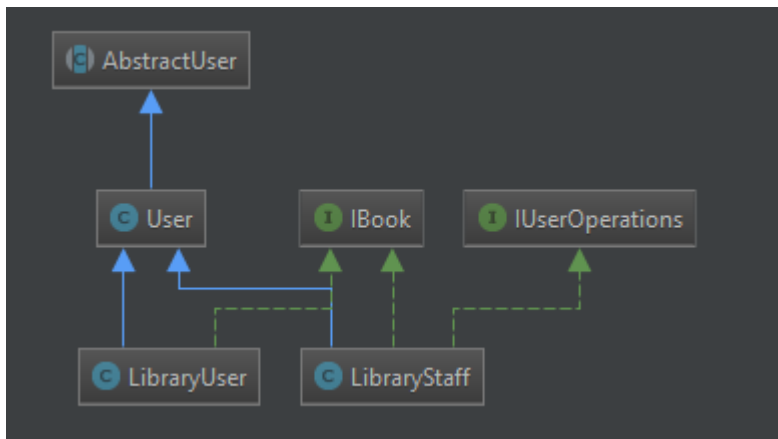 C AbstractUser
C User
I IBook
I IUserOperations
C LibraryUser
C LibraryStaff